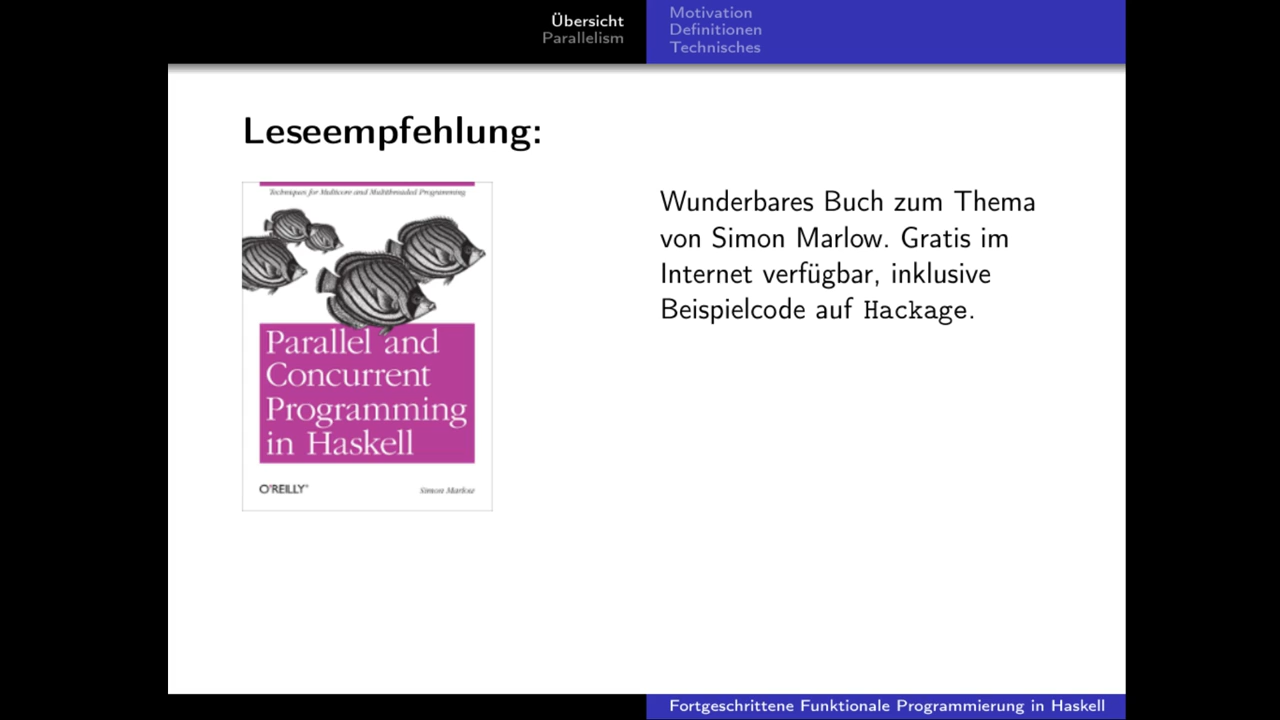 Übersicht
Parallelism
Motivation
Definitionen
Technisches
Leseempfehlung:
Techniques for Multicore and Multithreaded Programming
Parallel and
Concurrent
Programming
in Haskell
O'REILLY®
Simon Marlow
Wunderbares Buch zum Thema
von Simon Marlow. Gratis im
Internet verfügbar, inklusive
Beispielcode auf Hackage.
Fortgeschrittene Funktionale Programmierung in Haskell